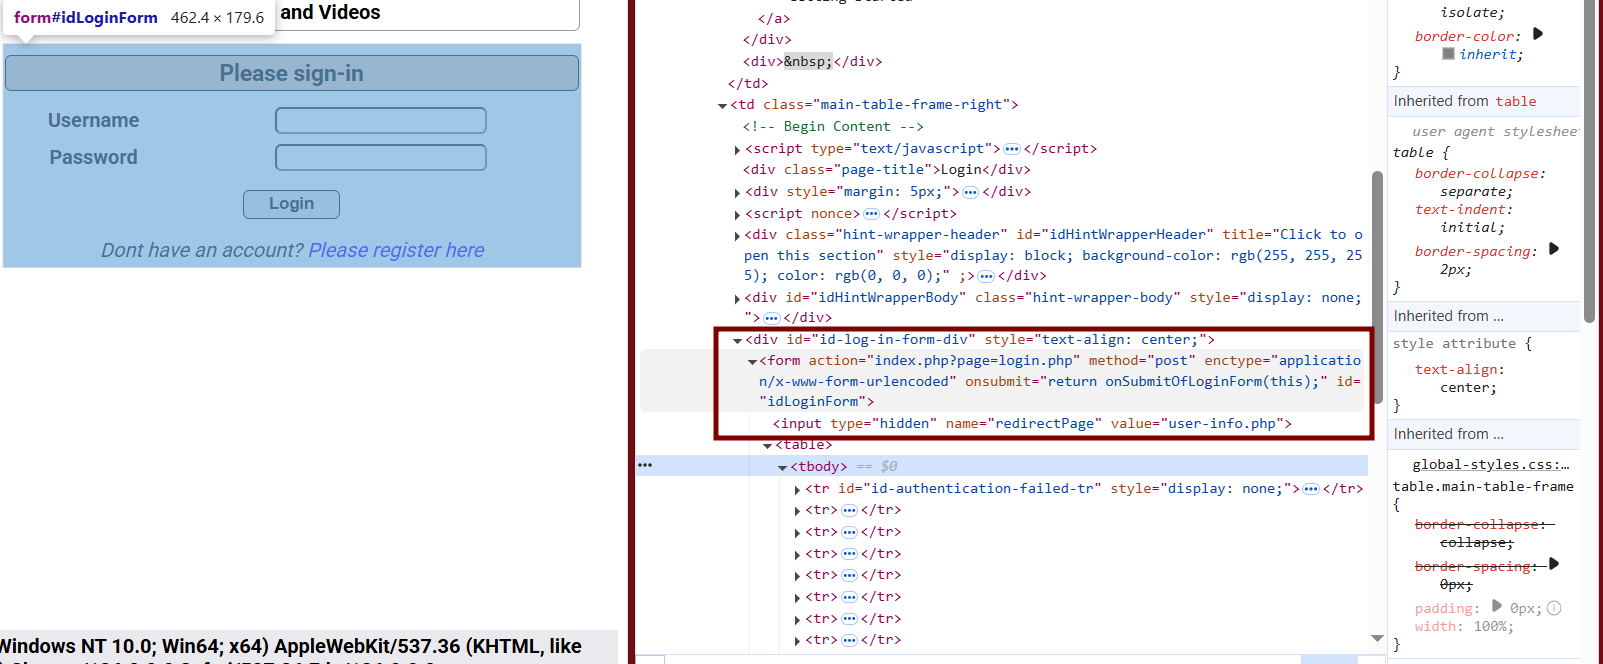 form#idLoginForm 462.4 × 179.6
and Videos
Please sign-in
Username
Password
Login
Dont have an account? Please register here
Windows NT 10.0; Win64; x64) AppleWebKit/537.36 (KHTML, like
</a>
</div>
<div>&nbsp;</div>
</td>
<td class="main-table-frame-right">
<!-- Begin Content -->
<script type="text/javascript">…</script>
<div class="page-title">Login</div>
<div style="margin: 5px;">…</div>
<script nonce>…</script>
<div class="hint-wrapper-header" id="idHintWrapperHeader" title="Click to o
pen this section" style="display: block; background-color: rgb(255, 255, 25
5); color: rgb(0, 0, 0);" ;>…</div>
<div id="idHintWrapperBody" class="hint-wrapper-body" style="display: none;
">…</div>
<div id="id-log-in-form-div" style="text-align: center;">
<form action="index.php?page=login.php" method="post" enctype="applicatio
n/x-www-form-urlencoded" onsubmit="return onSubmitOfLoginForm(this);" id=
"idLoginForm">
<input type="hidden" name="redirectPage" value="user-info.php">
<table>
… <tbody> == $0
<tr id="id-authentication-failed-tr" style="display: none;">…</tr>
<tr>…</tr>
<tr>…</tr>
<tr>…</tr>
<tr>…</tr>
<tr>…</tr>
<tr>…</tr>
<tr>…</tr>
isolate;
border-color:
inherit;
}
Inherited from table
user agent stylesheet
table {
border-collapse:
separate;
text-indent:
initial;
border-spacing:
2px;
}
Inherited from ...
style attribute {
text-align:
center;
}
Inherited from ...
global-styles.css:…
table.main-table-frame
{
border-collapse:
collapse;
border-spacing:
0px;
padding: 0px;
width: 100%;
}